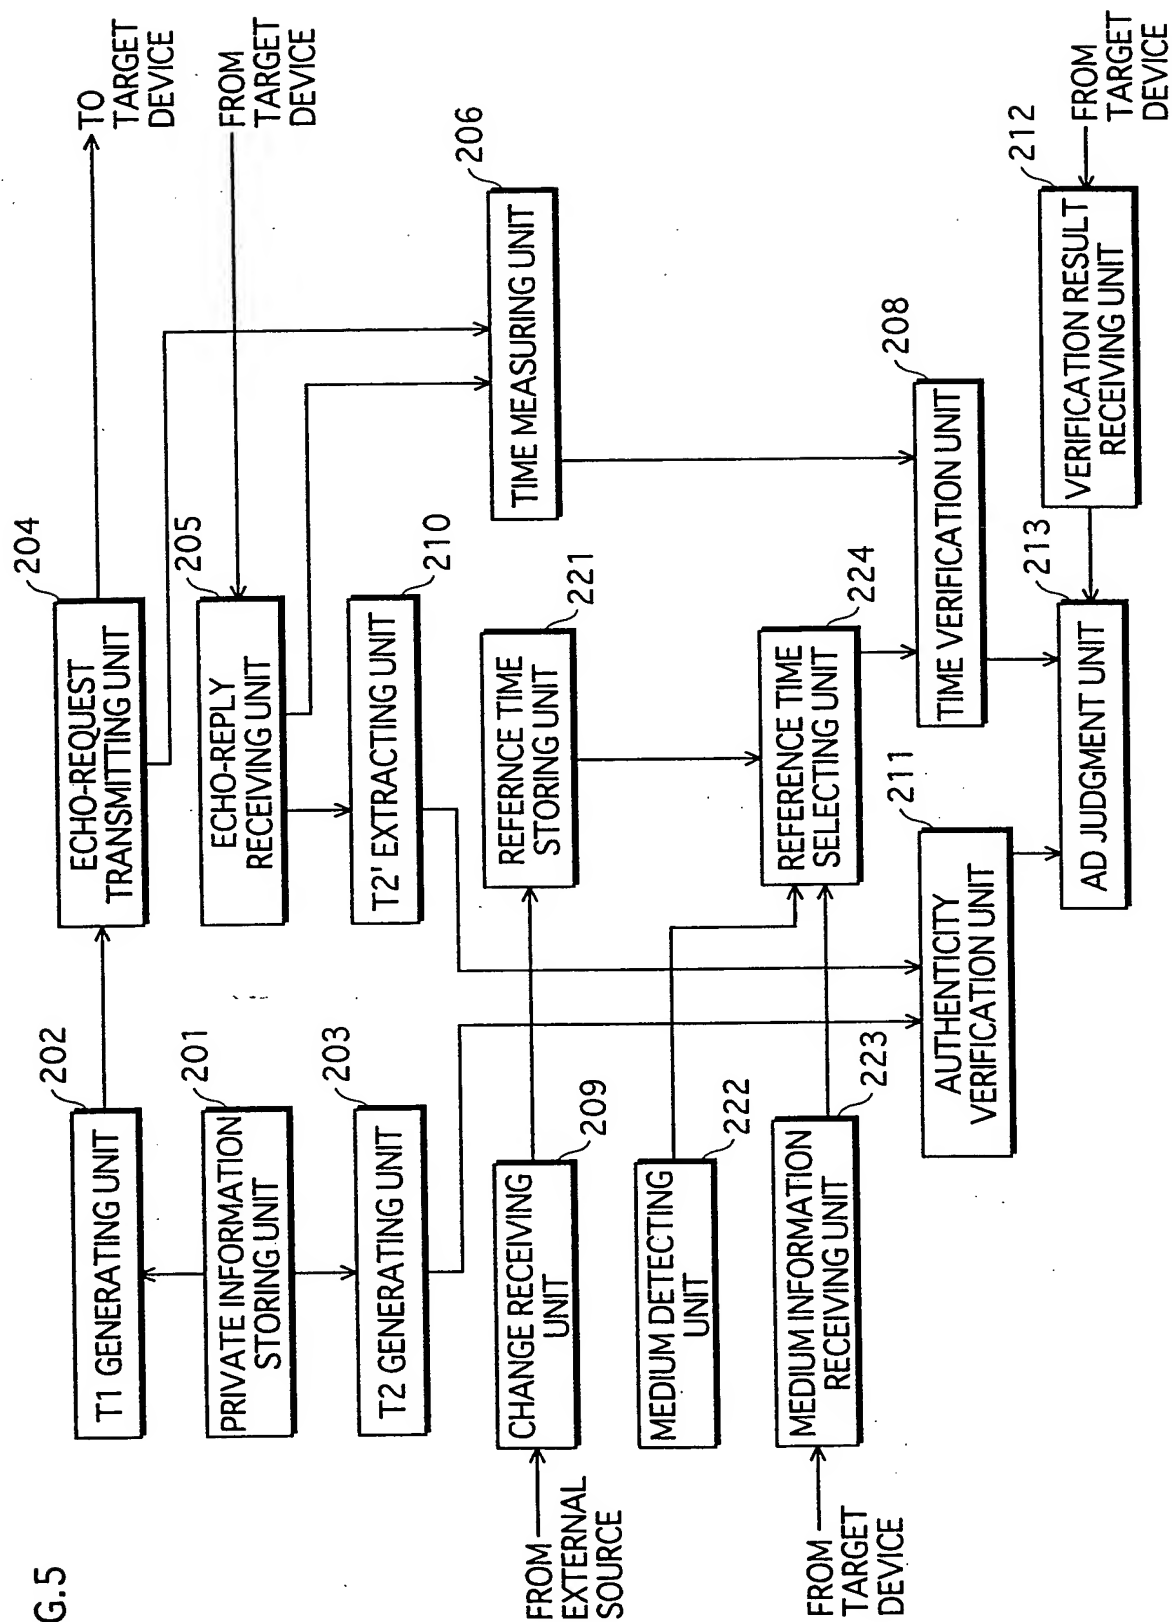 G.5
202
T1 GENERATING UNIT
201
PRIVATE INFORMATION
STORING UNIT
203
T2 GENERATING UNIT
204
ECHO-REQUEST
TRANSMITTING UNIT
TO
TARGET
DEVICE
205
ECHO-REPLY
RECEIVING UNIT
FROM
TARGET
DEVICE
210
T2' EXTRACTING UNIT
206
TIME MEASURING UNIT
FROM
EXTERNAL
SOURCE
209
CHANGE RECEIVING
UNIT
221
REFERENCE TIME
STORING UNIT
222
MEDIUM DETECTING
UNIT
FROM
TARGET
DEVICE
223
MEDIUM INFORMATION
RECEIVING UNIT
224
REFERENCE TIME
SELECTING UNIT
208
TIME VERIFICATION UNIT
211
AUTHENTICITY
VERIFICATION UNIT
213
AD JUDGMENT UNIT
212
VERIFICATION RESULT
RECEIVING UNIT
FROM
TARGET
DEVICE